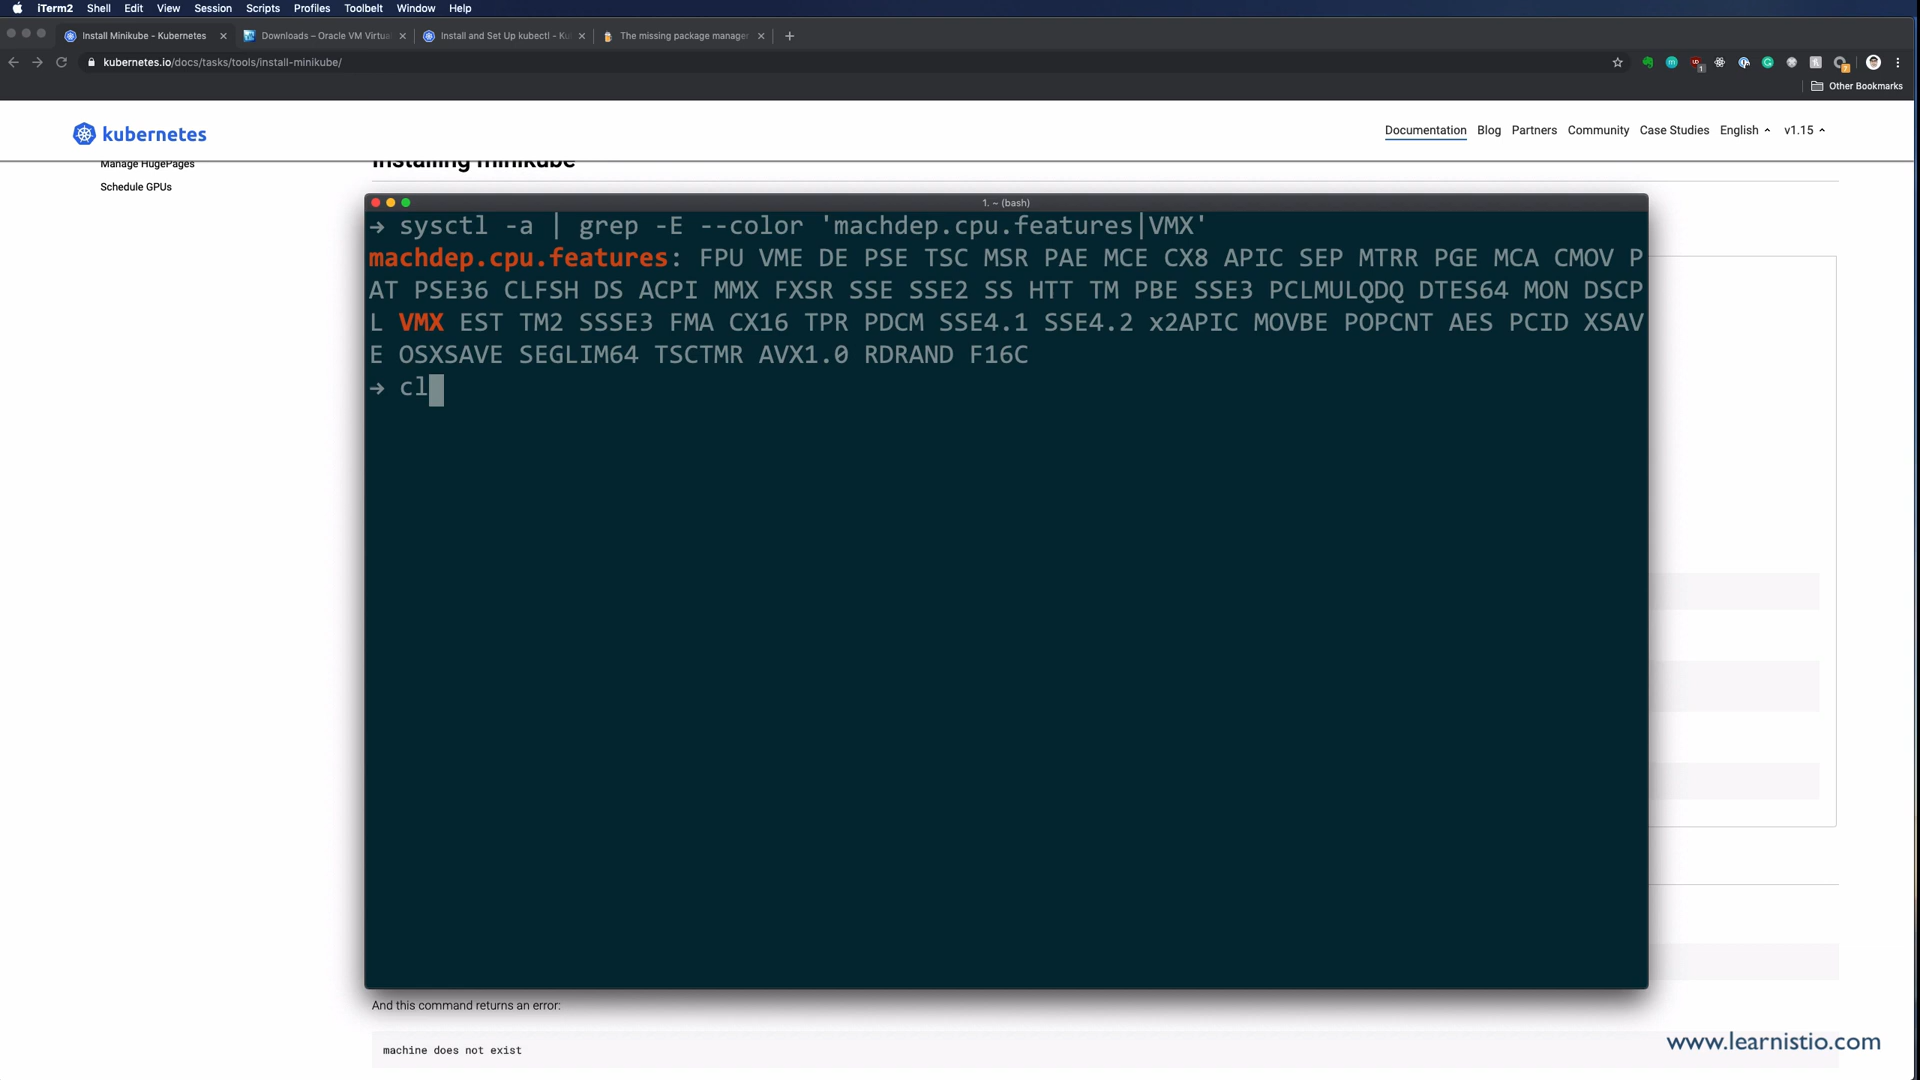 iTerm2 Shell Edit View Session Scripts Profiles Toolbelt Window Help
Install Minikube - Kubernetes Downloads – Oracle VM Virtua Install and Set Up kubectl - Ku The missing package manager
kubernetes.io/docs/tasks/tools/install-minikube/
Other Bookmarks
kubernetes Documentation Blog Partners Community Case Studies English v1.15
Manage HugePages
Installing minikube
Schedule GPUs
1. ~ (bash)
→ sysctl -a | grep -E --color 'machdep.cpu.features|VMX'
machdep.cpu.features: FPU VME DE PSE TSC MSR PAE MCE CX8 APIC SEP MTRR PGE MCA CMOV P
AT PSE36 CLFSH DS ACPI MMX FXSR SSE SSE2 SS HTT TM PBE SSE3 PCLMULQDQ DTES64 MON DSCP
L VMX EST TM2 SSSE3 FMA CX16 TPR PDCM SSE4.1 SSE4.2 x2APIC MOVBE POPCNT AES PCID XSAV
E OSXSAVE SEGLIM64 TSCTMR AVX1.0 RDRAND F16C
→ cl
And this command returns an error:
machine does not exist
www.learnistio.com